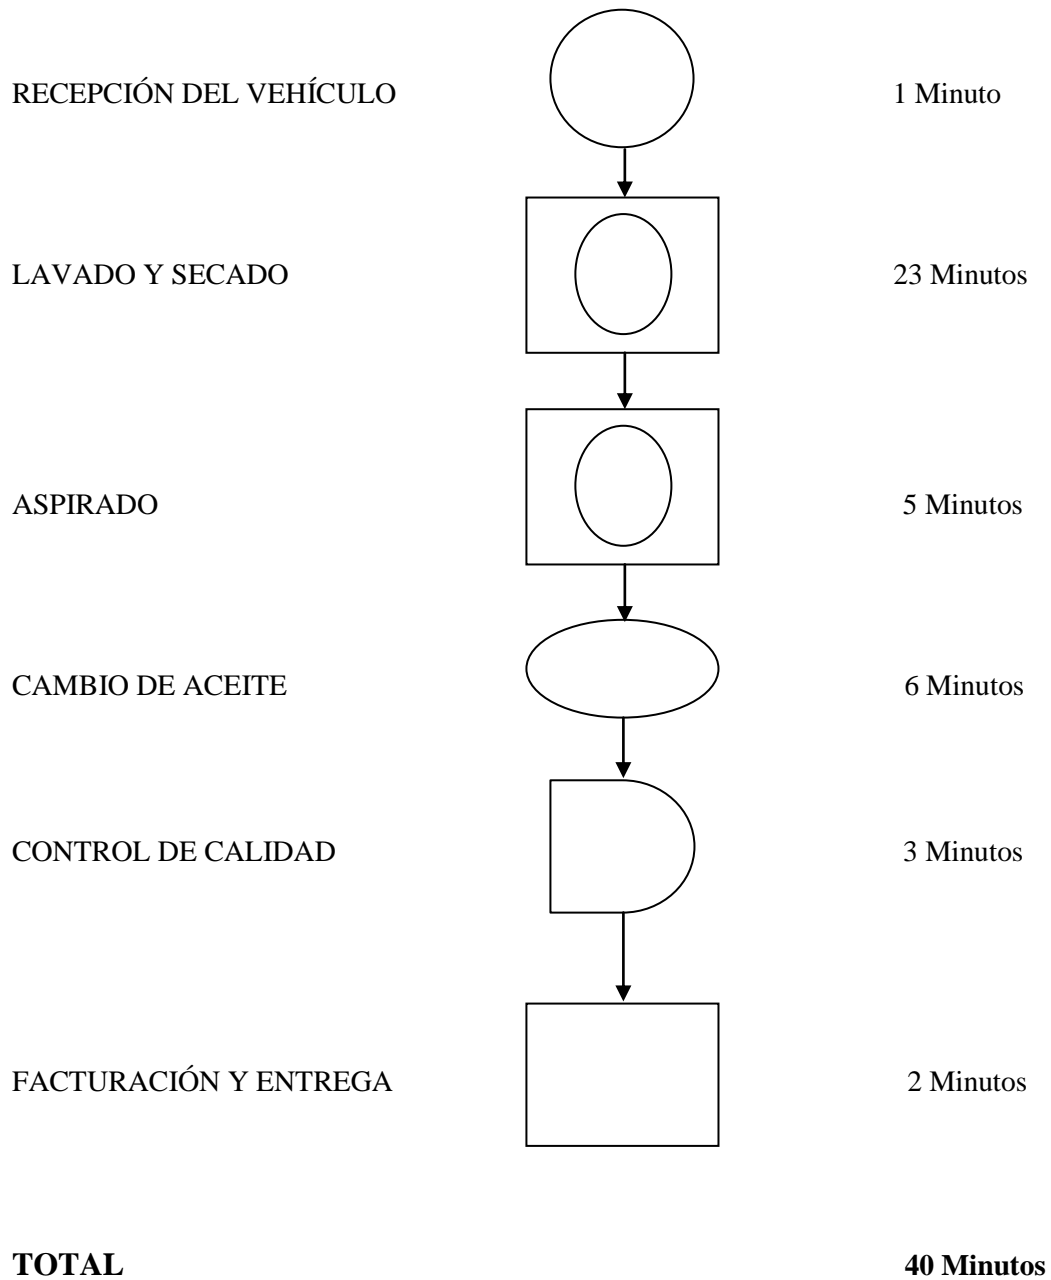 RECEPCIÓN DEL VEHÍCULO 1 Minuto
LAVADO Y SECADO 23 Minutos
ASPIRADO 5 Minutos
CAMBIO DE ACEITE 6 Minutos
CONTROL DE CALIDAD 3 Minutos
FACTURACIÓN Y ENTREGA 2 Minutos
TOTAL 40 Minutos